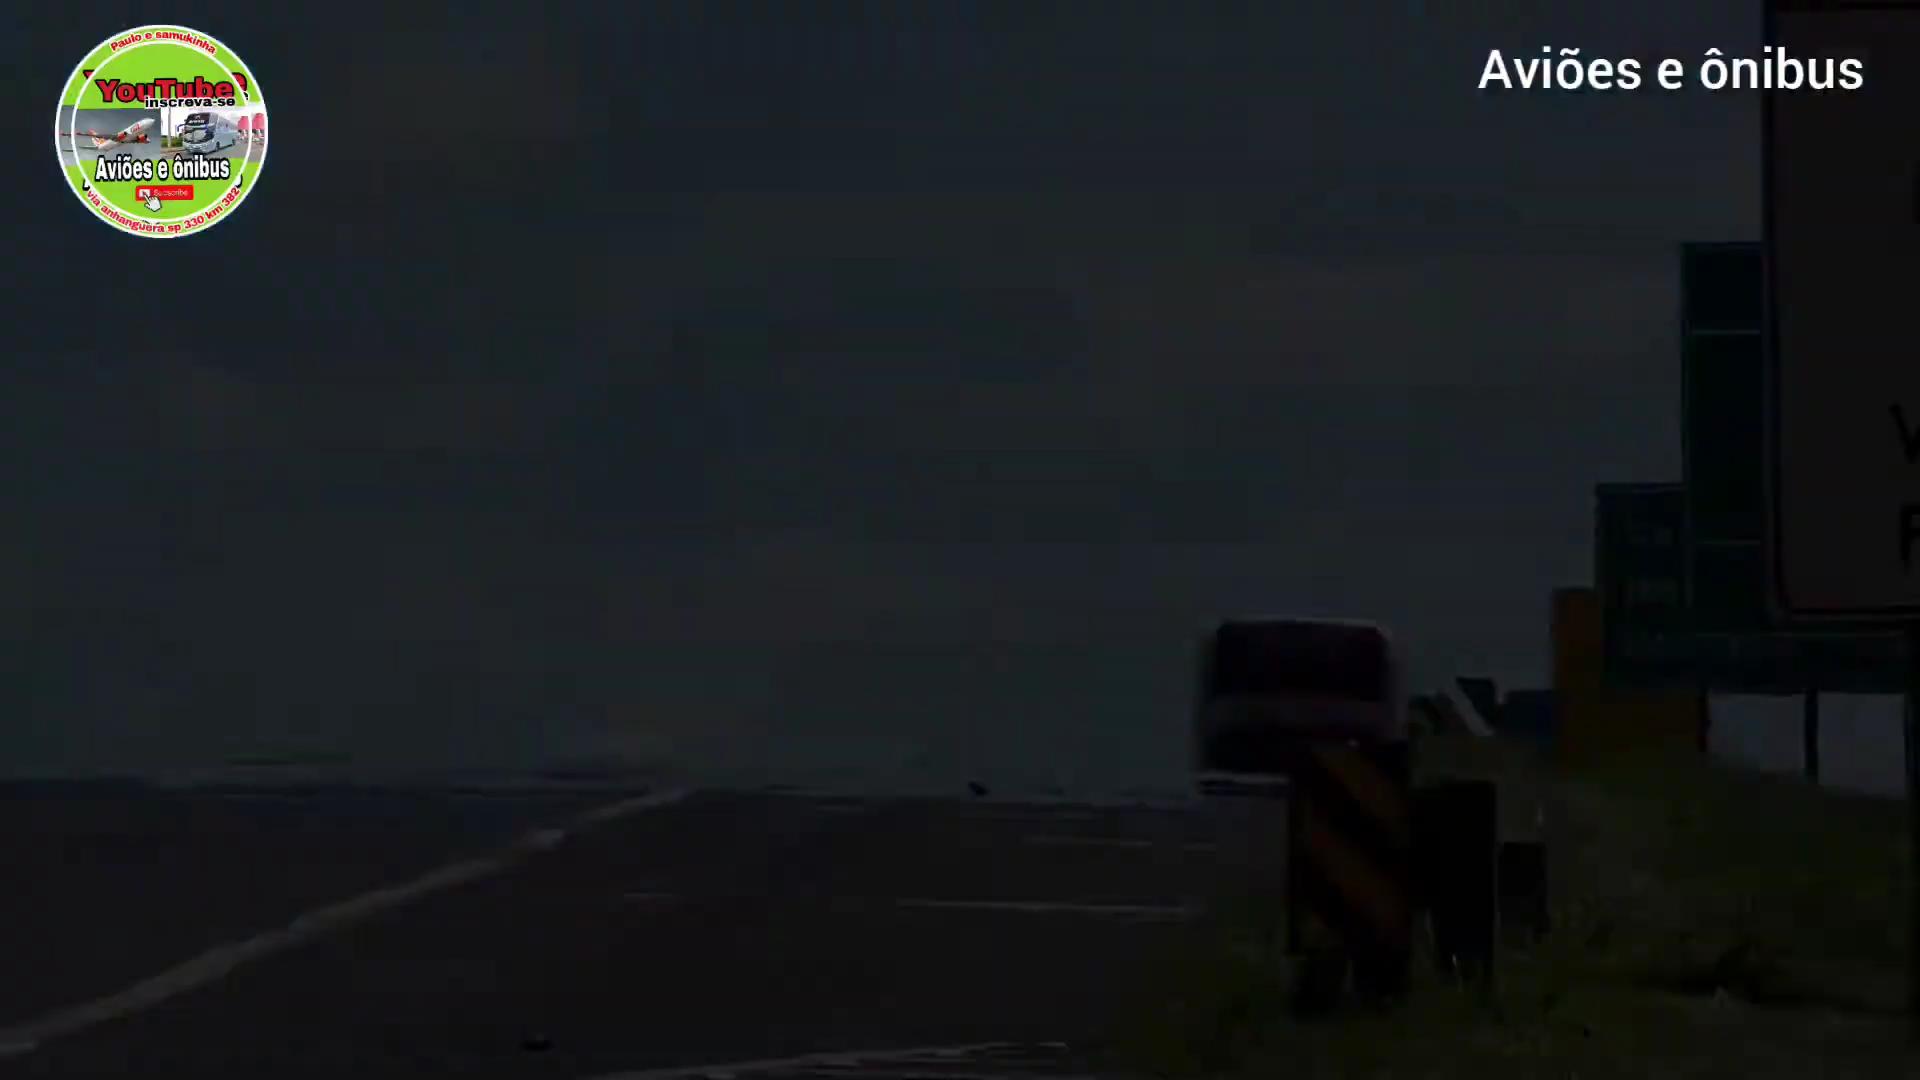 Paulo e samukinha
YouTube
inscreva-se
Aviões e ônibus
Subscribe
via anhanguera sp 330 km 382
Aviões e ônibus